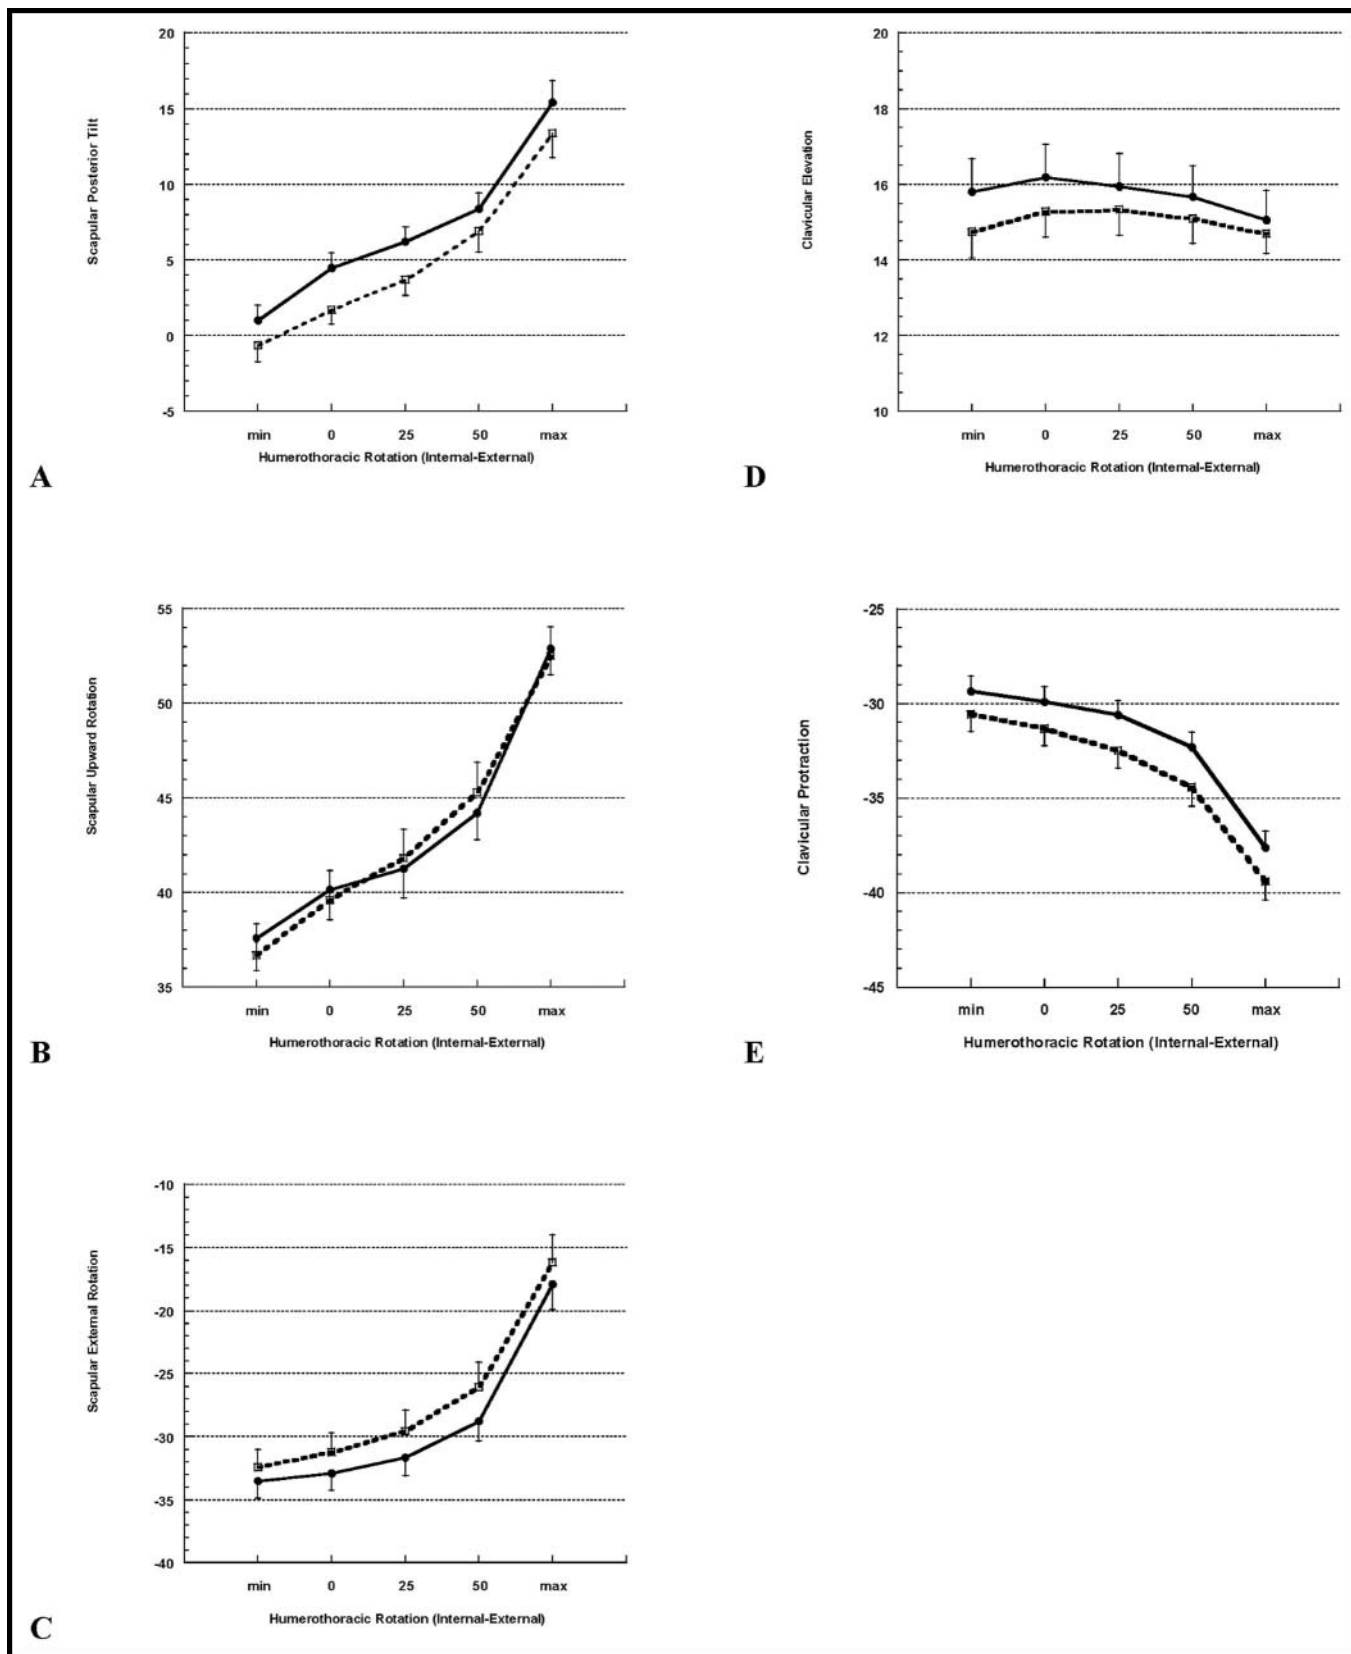 20
15
10
5
0
-5
Scapular Posterior Tilt
min 0 25 50 max
Humerothoracic Rotation (Internal-External)
A
20
18
16
14
12
10
Clavicular Elevation
min 0 25 50 max
Humerothoracic Rotation (Internal-External)
D
55
50
45
40
35
Scapular Upward Rotation
min 0 25 50 max
Humerothoracic Rotation (Internal-External)
B
-25
-30
-35
-40
-45
Clavicular Protraction
min 0 25 50 max
Humerothoracic Rotation (Internal-External)
E
-10
-15
-20
-25
-30
-35
-40
Scapular External Rotation
min 0 25 50 max
Humerothoracic Rotation (Internal-External)
C